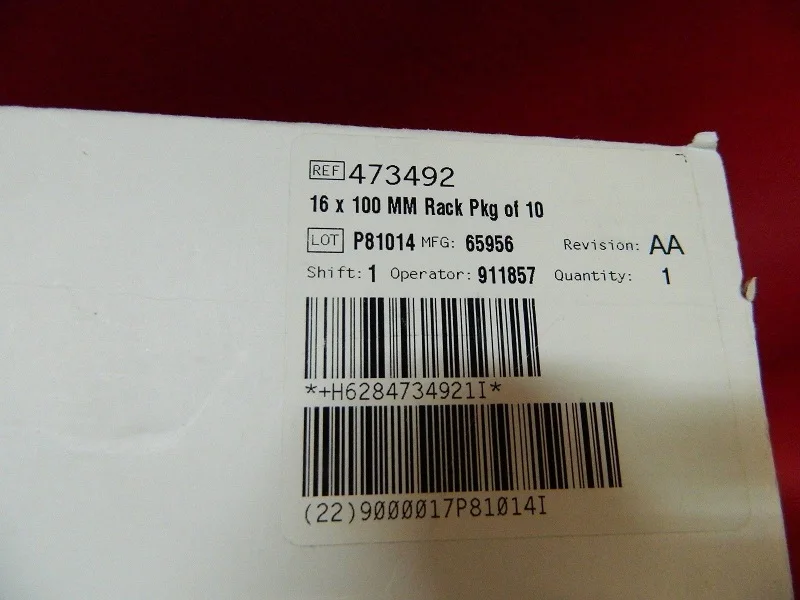 REF 473492
16 x 100 MM Rack Pkg of 10
LOT P81014 MFG: 65956 Revision: AA
Shift: 1 Operator: 911857 Quantity: 1
*+H6284734921I*
(22)9000017P81014I